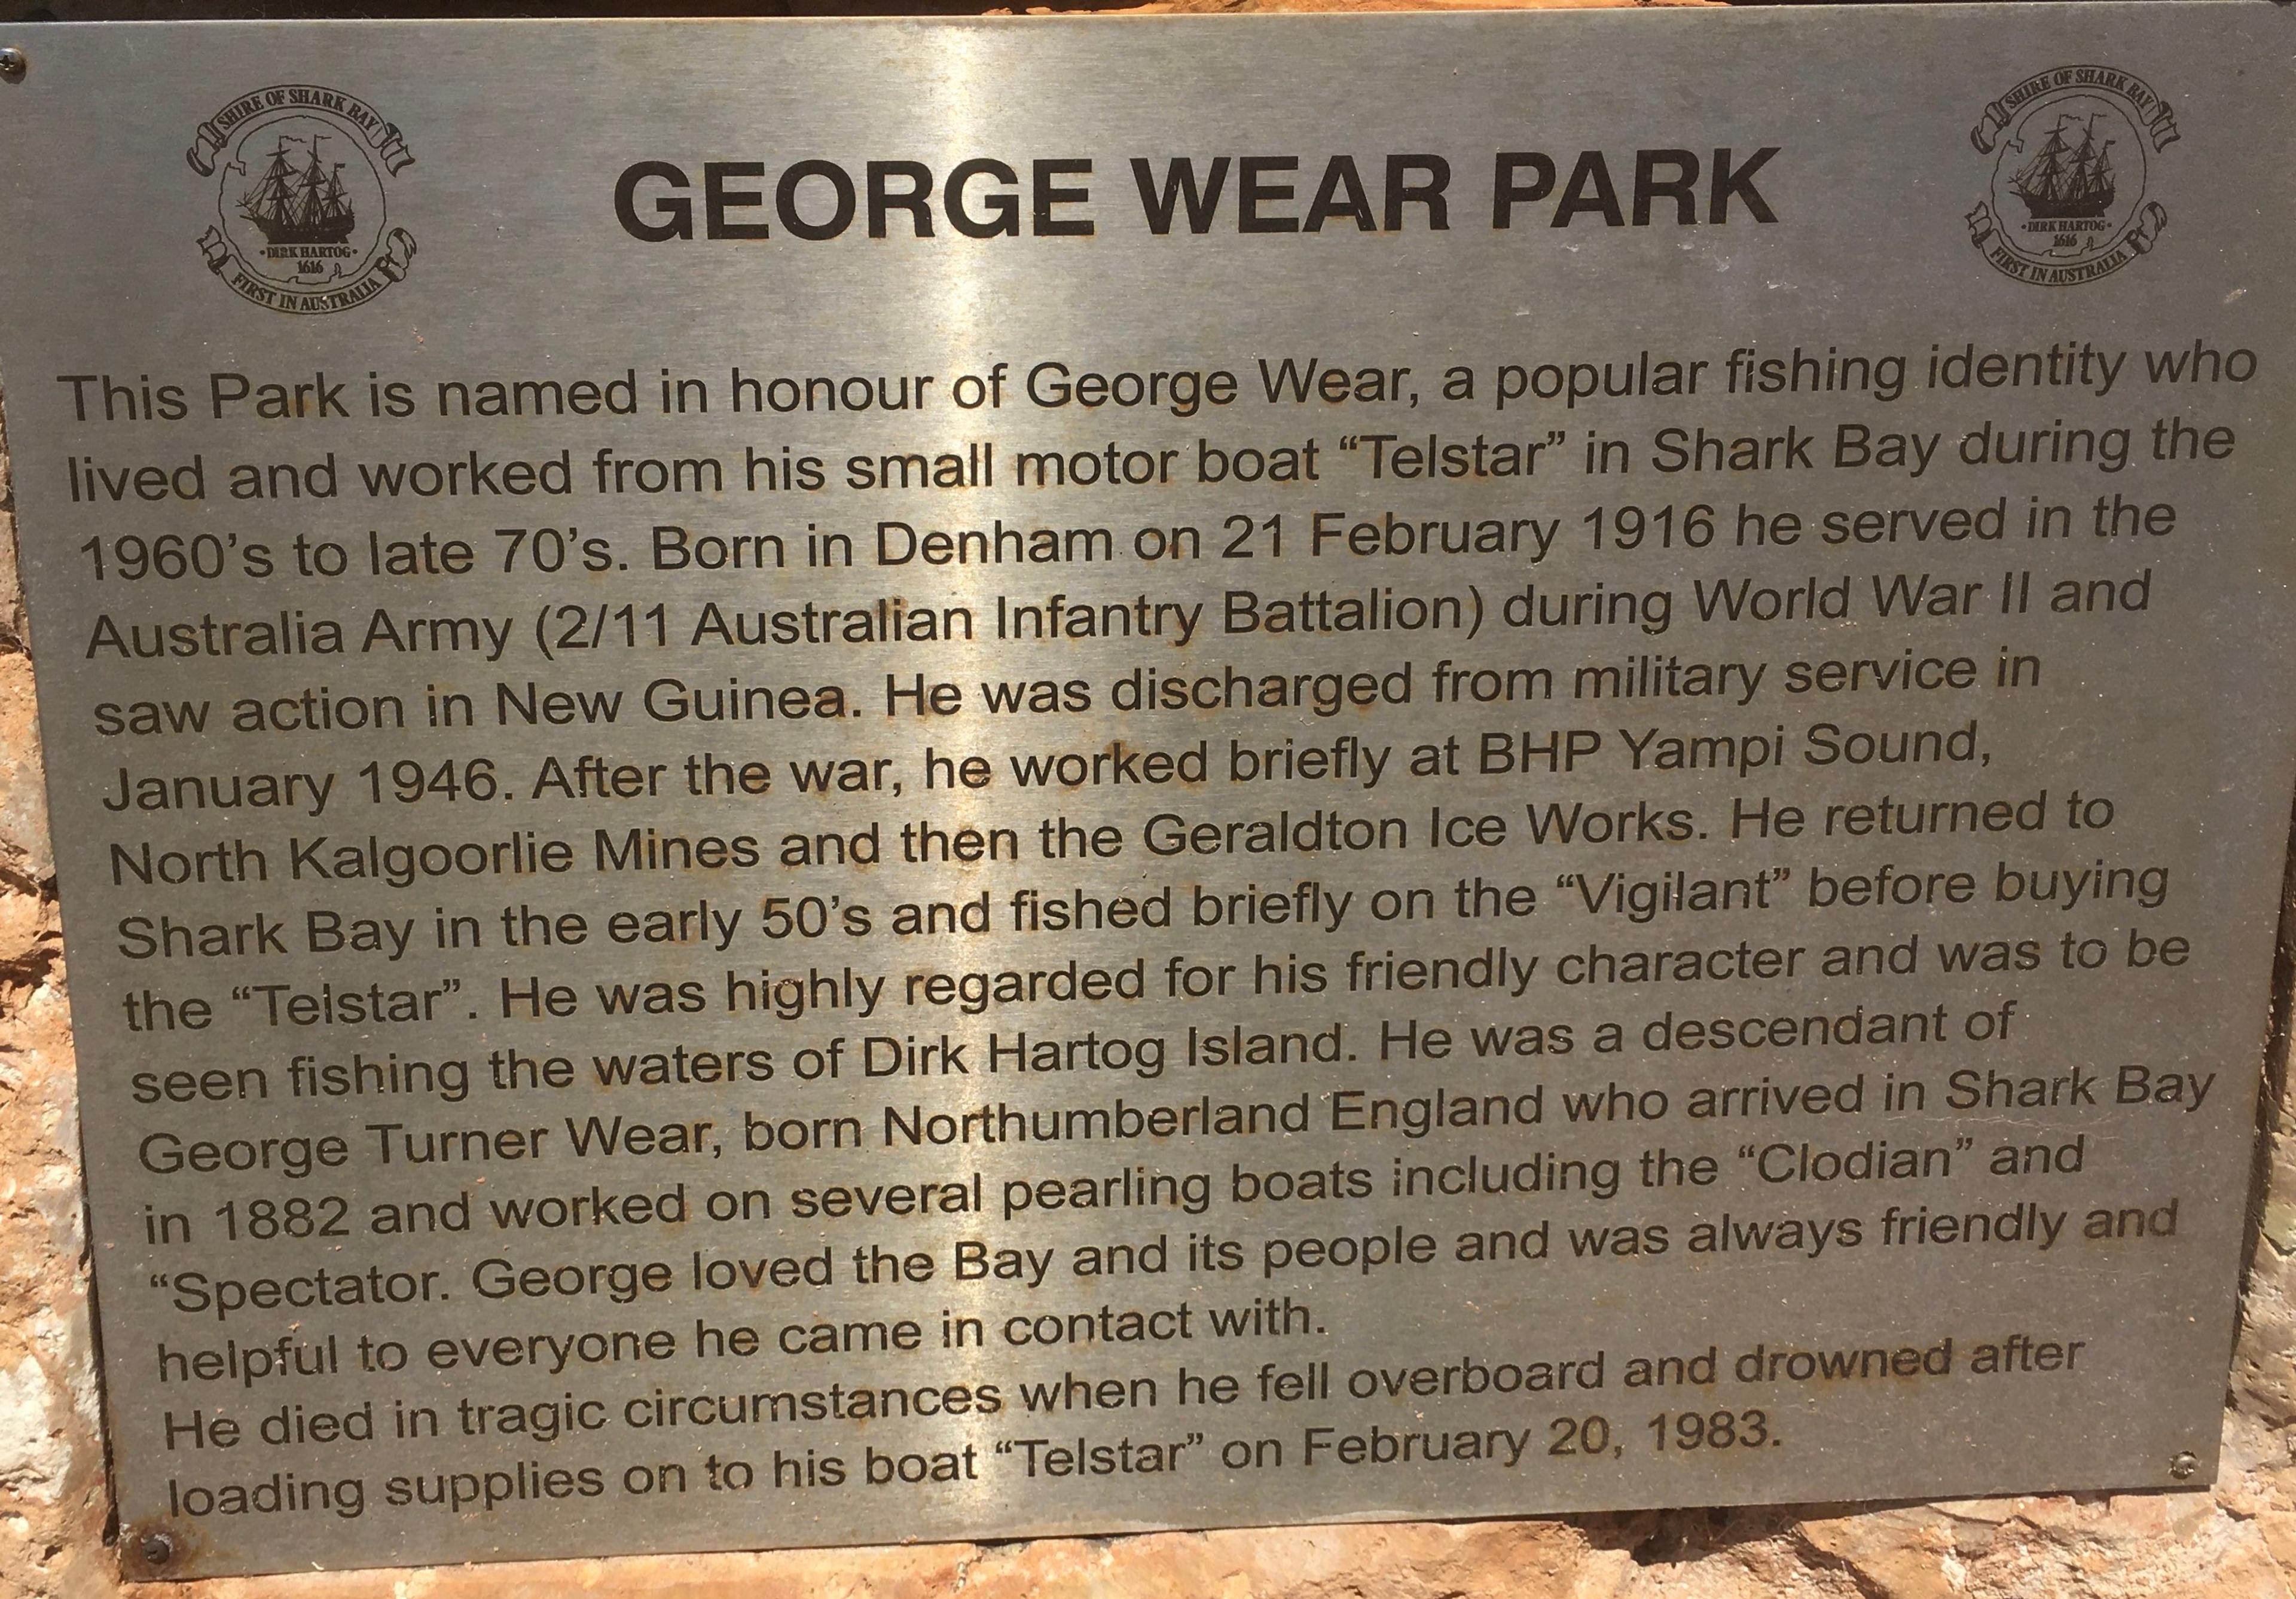 SHIRE OF SHARK BAY
·DIRK HARTOG·
1616
FIRST IN AUSTRALIA
GEORGE WEAR PARK
SHIRE OF SHARK BAY
·DIRK HARTOG·
1616
FIRST IN AUSTRALIA
This Park is named in honour of George Wear, a popular fishing identity who
lived and worked from his small motor boat “Telstar” in Shark Bay during the
1960’s to late 70’s. Born in Denham on 21 February 1916 he served in the
Australia Army (2/11 Australian Infantry Battalion) during World War II and
saw action in New Guinea. He was discharged from military service in
January 1946. After the war, he worked briefly at BHP Yampi Sound,
North Kalgoorlie Mines and then the Geraldton Ice Works. He returned to
Shark Bay in the early 50’s and fished briefly on the “Vigilant” before buying
the “Telstar”. He was highly regarded for his friendly character and was to be
seen fishing the waters of Dirk Hartog Island. He was a descendant of
George Turner Wear, born Northumberland England who arrived in Shark Bay
in 1882 and worked on several pearling boats including the “Clodian” and
“Spectator. George loved the Bay and its people and was always friendly and
helpful to everyone he came in contact with.
He died in tragic circumstances when he fell overboard and drowned after
loading supplies on to his boat “Telstar” on February 20, 1983.